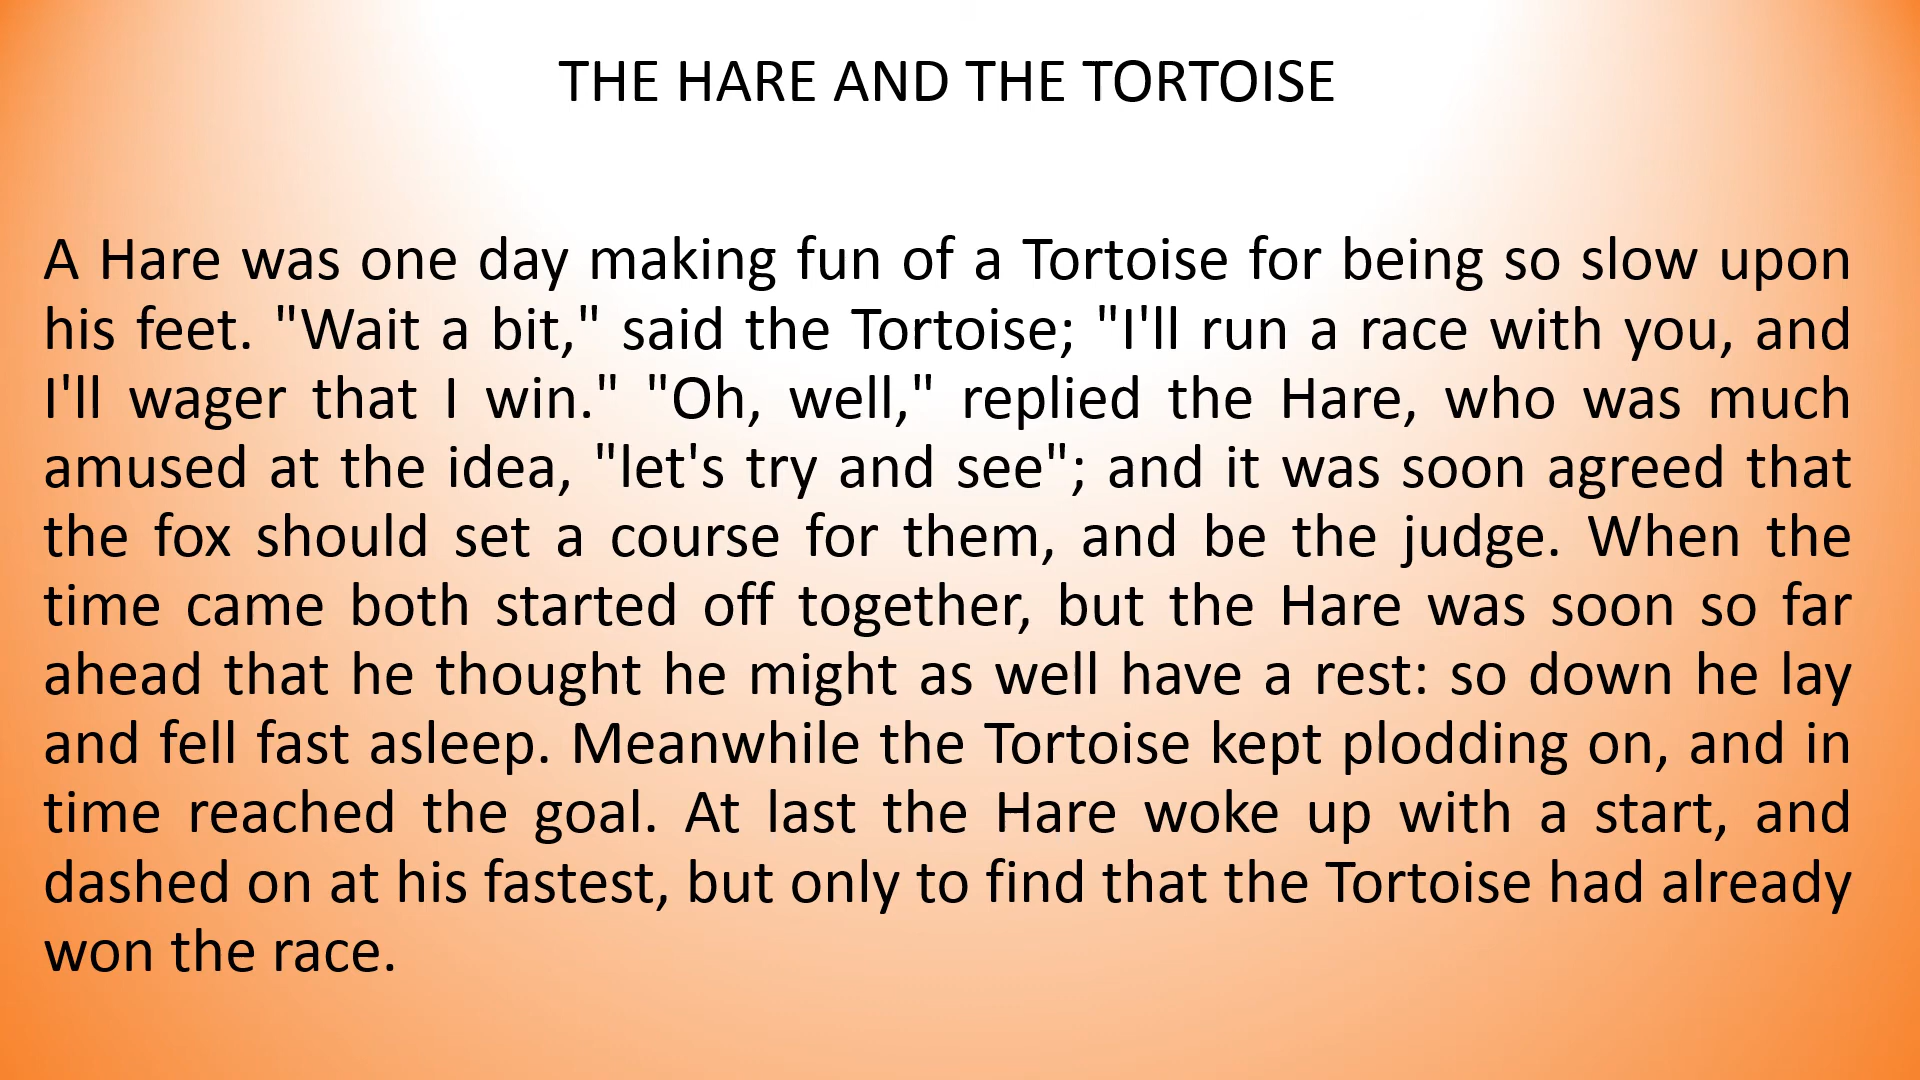 THE HARE AND THE TORTOISE
A Hare was one day making fun of a Tortoise for being so slow upon
his feet. "Wait a bit," said the Tortoise; "I'll run a race with you, and
I'll wager that I win." "Oh, well," replied the Hare, who was much
amused at the idea, "let's try and see"; and it was soon agreed that
the fox should set a course for them, and be the judge. When the
time came both started off together, but the Hare was soon so far
ahead that he thought he might as well have a rest: so down he lay
and fell fast asleep. Meanwhile the Tortoise kept plodding on, and in
time reached the goal. At last the Hare woke up with a start, and
dashed on at his fastest, but only to find that the Tortoise had already
won the race.